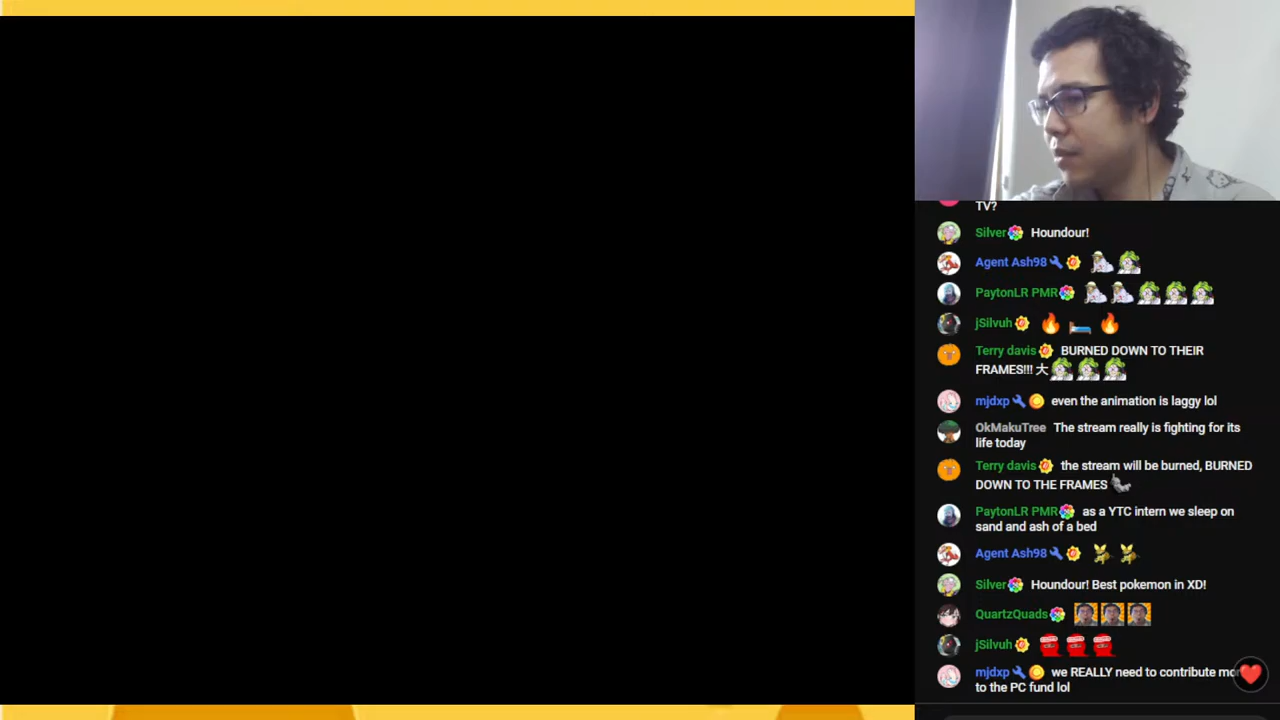 TV?
Silver Houndour!
Agent Ash98
PaytonLR PMR
jSilvuh
Terry davis BURNED DOWN TO THEIR
FRAMES!!! 大
mjdxp even the animation is laggy lol
OkMakuTree The stream really is fighting for its
life today
Terry davis the stream will be burned, BURNED
DOWN TO THE FRAMES
PaytonLR PMR as a YTC intern we sleep on
sand and ash of a bed
Agent Ash98
Silver Houndour! Best pokemon in XD!
QuartzQuads
jSilvuh
mjdxp we REALLY need to contribute
to the PC fund lol